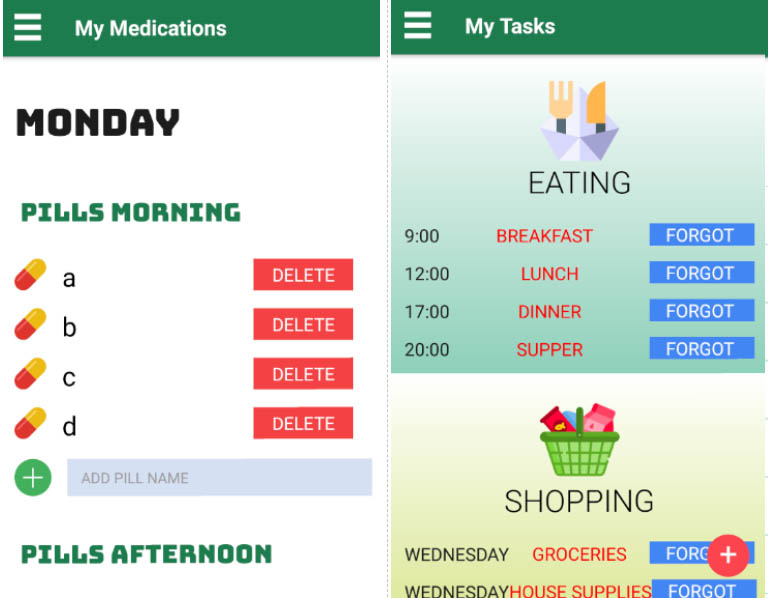 My Medications
MONDAY
PILLS MORNING
a DELETE
b DELETE
c DELETE
d DELETE
ADD PILL NAME
PILLS AFTERNOON
My Tasks
EATING
9:00 BREAKFAST FORGOT
12:00 LUNCH FORGOT
17:00 DINNER FORGOT
20:00 SUPPER FORGOT
SHOPPING
WEDNESDAY GROCERIES FORG
WEDNESDAY HOUSE SUPPLIES FORGOT